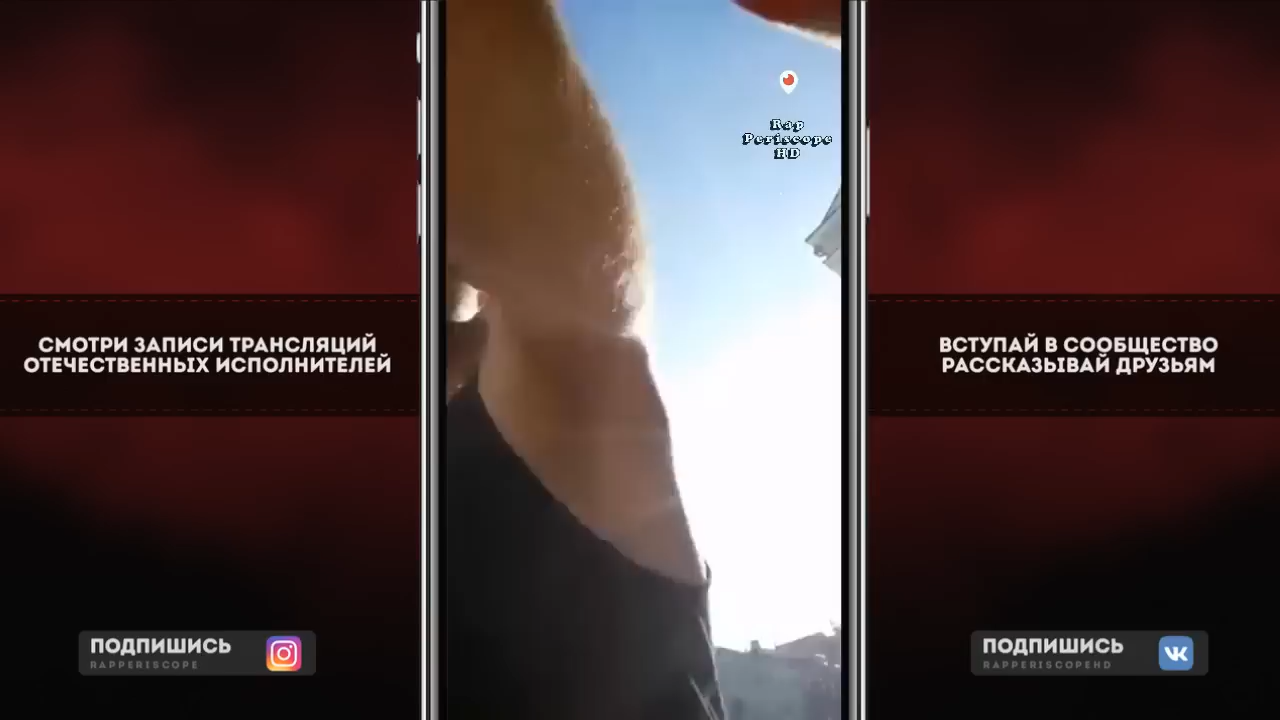 Rap
Periscope
HD
СМОТРИ ЗАПИСИ ТРАНСЛЯЦИЙ
ОТЕЧЕСТВЕННЫХ ИСПОЛНИТЕЛЕЙ
ВСТУПАЙ В СООБЩЕСТВО
РАССКАЗЫВАЙ ДРУЗЬЯМ
ПОДПИШИСЬ
RAPPERISCOPE
ПОДПИШИСЬ
RAPPERISCOPEHD